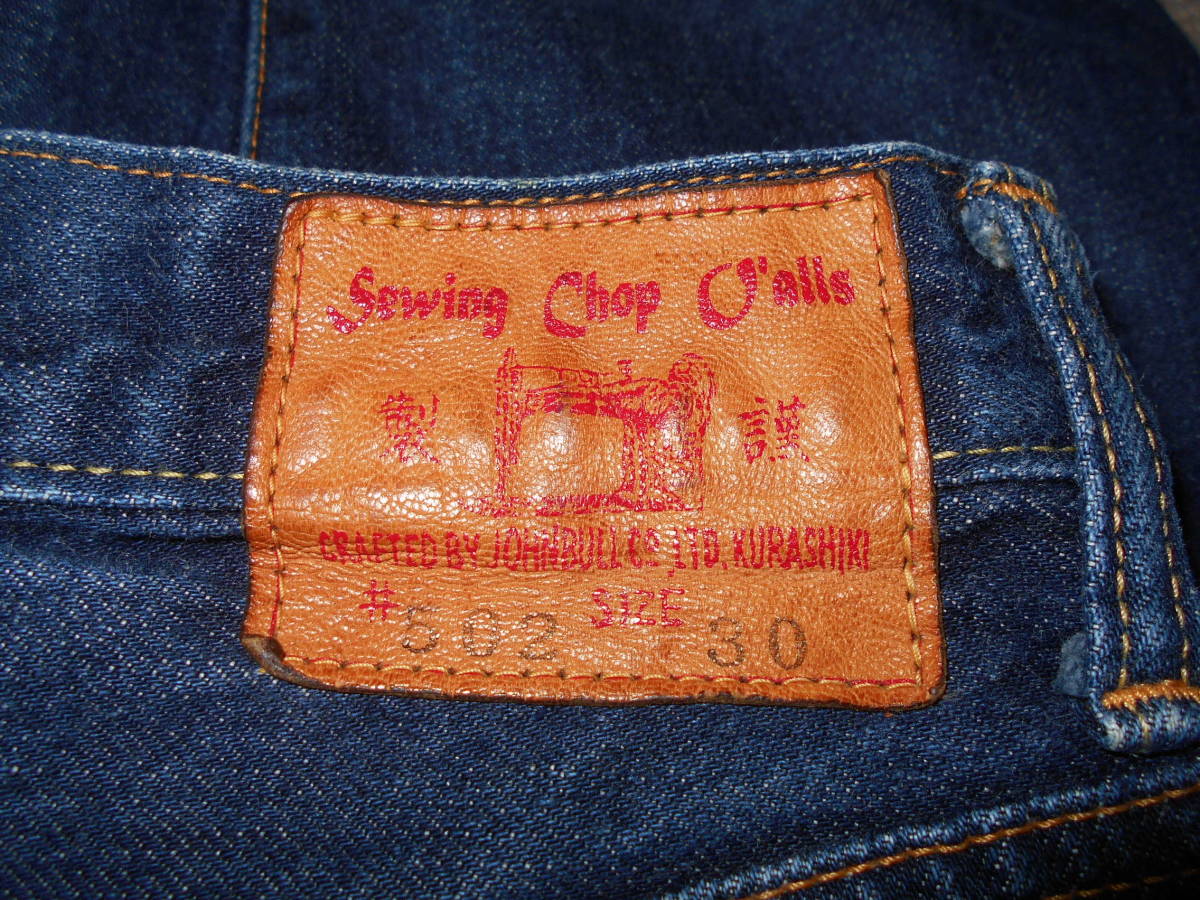 Sewing Chop O'alls
製 謹
CRAFTED BY JOHNBULL CO., LTD, KURASHIKI
# 502 SIZE 30